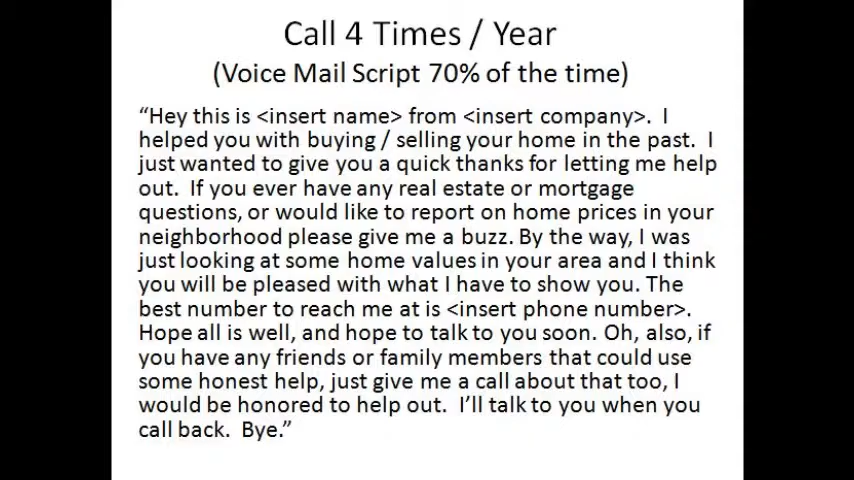 Call 4 Times / Year
(Voice Mail Script 70% of the time)
“Hey this is <insert name> from <insert company>.  I
helped you with buying / selling your home in the past.  I
just wanted to give you a quick thanks for letting me help
out.  If you ever have any real estate or mortgage
questions, or would like to report on home prices in your
neighborhood please give me a buzz. By the way, I was
just looking at some home values in your area and I think
you will be pleased with what I have to show you. The
best number to reach me at is <insert phone number>.
Hope all is well, and hope to talk to you soon. Oh, also, if
you have any friends or family members that could use
some honest help, just give me a call about that too, I
would be honored to help out.  I’ll talk to you when you
call back.  Bye.”